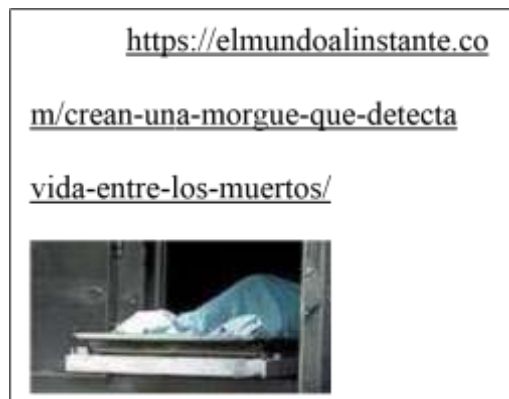 https://elmundoalinstante.co
m/crean-una-morgue-que-detecta
vida-entre-los-muertos/